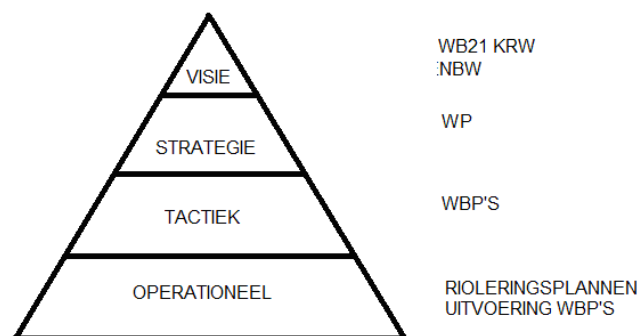 WB21 KRW
VISIE :NBW
WP
STRATEGIE
WBP'S
TACTIEK
OPERATIONEEL RIOLERINGSPLANNEN
UITVOERING WBP'S